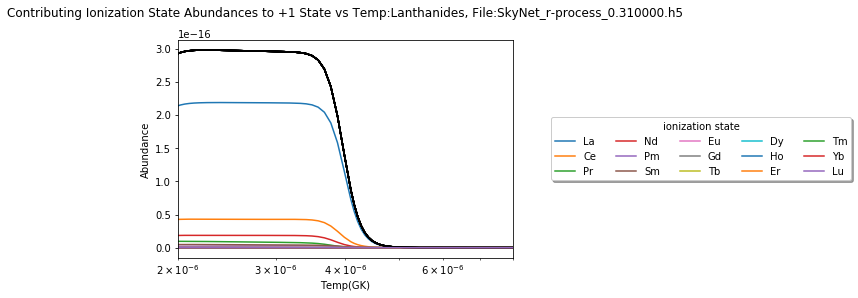 Contributing Ionization State Abundances to +1 State vs Temp:Lanthanides, File:SkyNet_r-process_0.310000.h5
1e−16
3.0
2.5
2.0
1.5
1.0
0.5
0.0
Abundance
2 × 10⁻⁶ 3 × 10⁻⁶ 4 × 10⁻⁶ 6 × 10⁻⁶
Temp(GK)
ionization state
La Nd Eu Dy Tm
Ce Pm Gd Ho Yb
Pr Sm Tb Er Lu